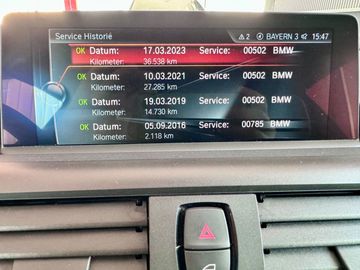 Service Historie 2 BAYERN 3 15:47
OK Datum: 17.03.2023 Service: 00502 BMW
Kilometer: 36.538 km
OK Datum: 10.03.2021 Service: 00502 BMW
Kilometer: 27.285 km
OK Datum: 19.03.2019 Service: 00502 BMW
Kilometer: 14.730 km
OK Datum: 05.09.2016 Service: 00785 BMW
Kilometer: 2.118 km